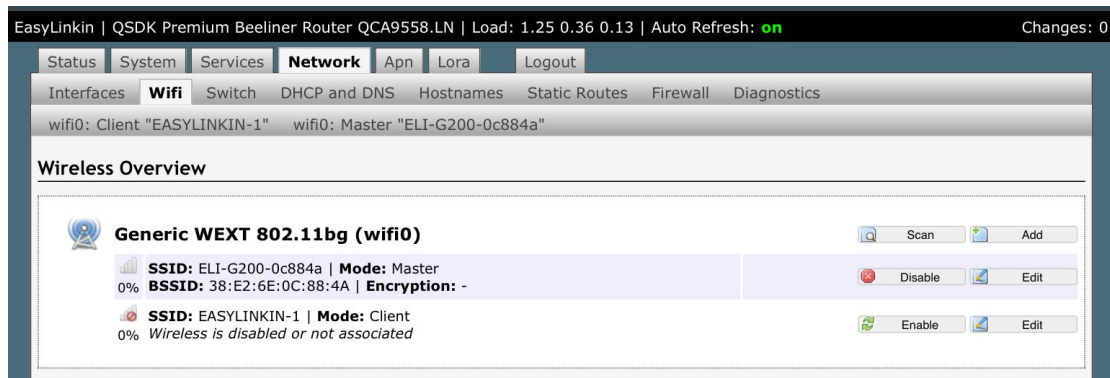 EasyLinkin | QSDK Premium Beeliner Router QCA9558.LN | Load: 1.25 0.36 0.13 | Auto Refresh: on Changes: 0
Status System Services Network Apn Lora Logout
Interfaces Wifi Switch DHCP and DNS Hostnames Static Routes Firewall Diagnostics
wifi0: Client "EASYLINKIN-1" wifi0: Master "ELI-G200-0c884a"
Wireless Overview
Generic WEXT 802.11bg (wifi0) Scan Add
SSID: ELI-G200-0c884a | Mode: Master
0% BSSID: 38:E2:6E:0C:88:4A | Encryption: - Disable Edit
SSID: EASYLINKIN-1 | Mode: Client
0% Wireless is disabled or not associated Enable Edit